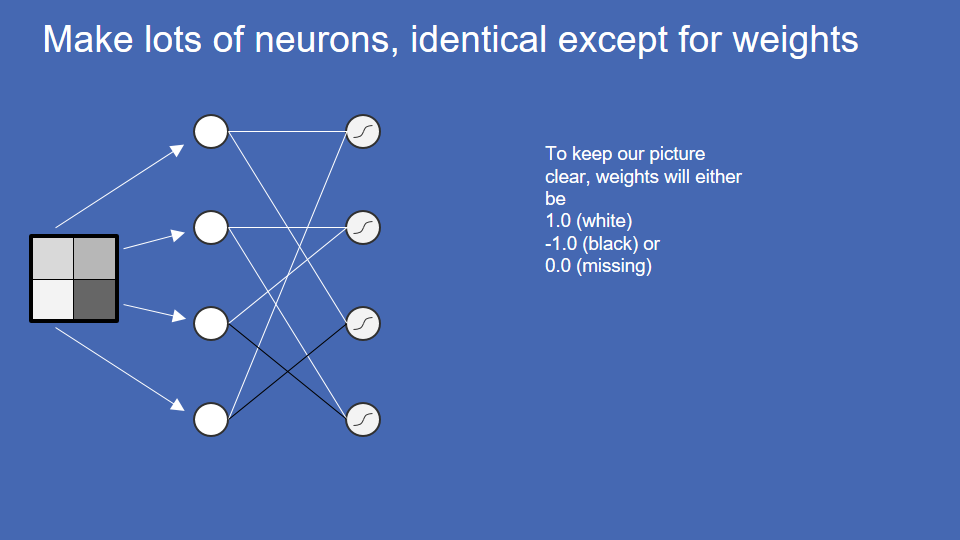 Make lots of neurons, identical except for weights
To keep our picture
clear, weights will either
be
1.0 (white)
-1.0 (black) or
0.0 (missing)